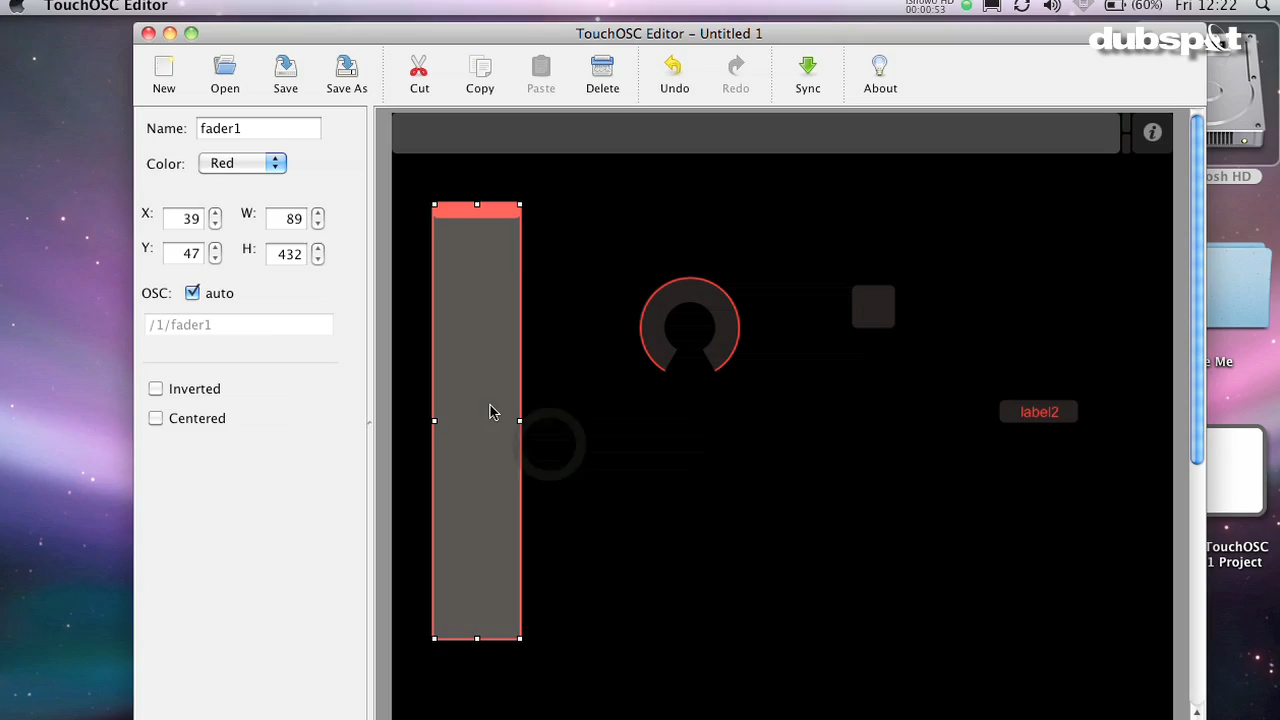 TouchOSC Editor
iShowU HD
00:00:53
(60%)
Fri 12:22
TouchOSC Editor - Untitled 1
dubspot
New
Open
Save
Save As
Cut
Copy
Paste
Delete
Undo
Redo
Sync
About
Name: fader1
Color: Red
X: 39 W: 89
Y: 47 H: 432
OSC: auto
/1/fader1
Inverted
Centered
label2
osh HD
e Me
TouchOSC
1 Project